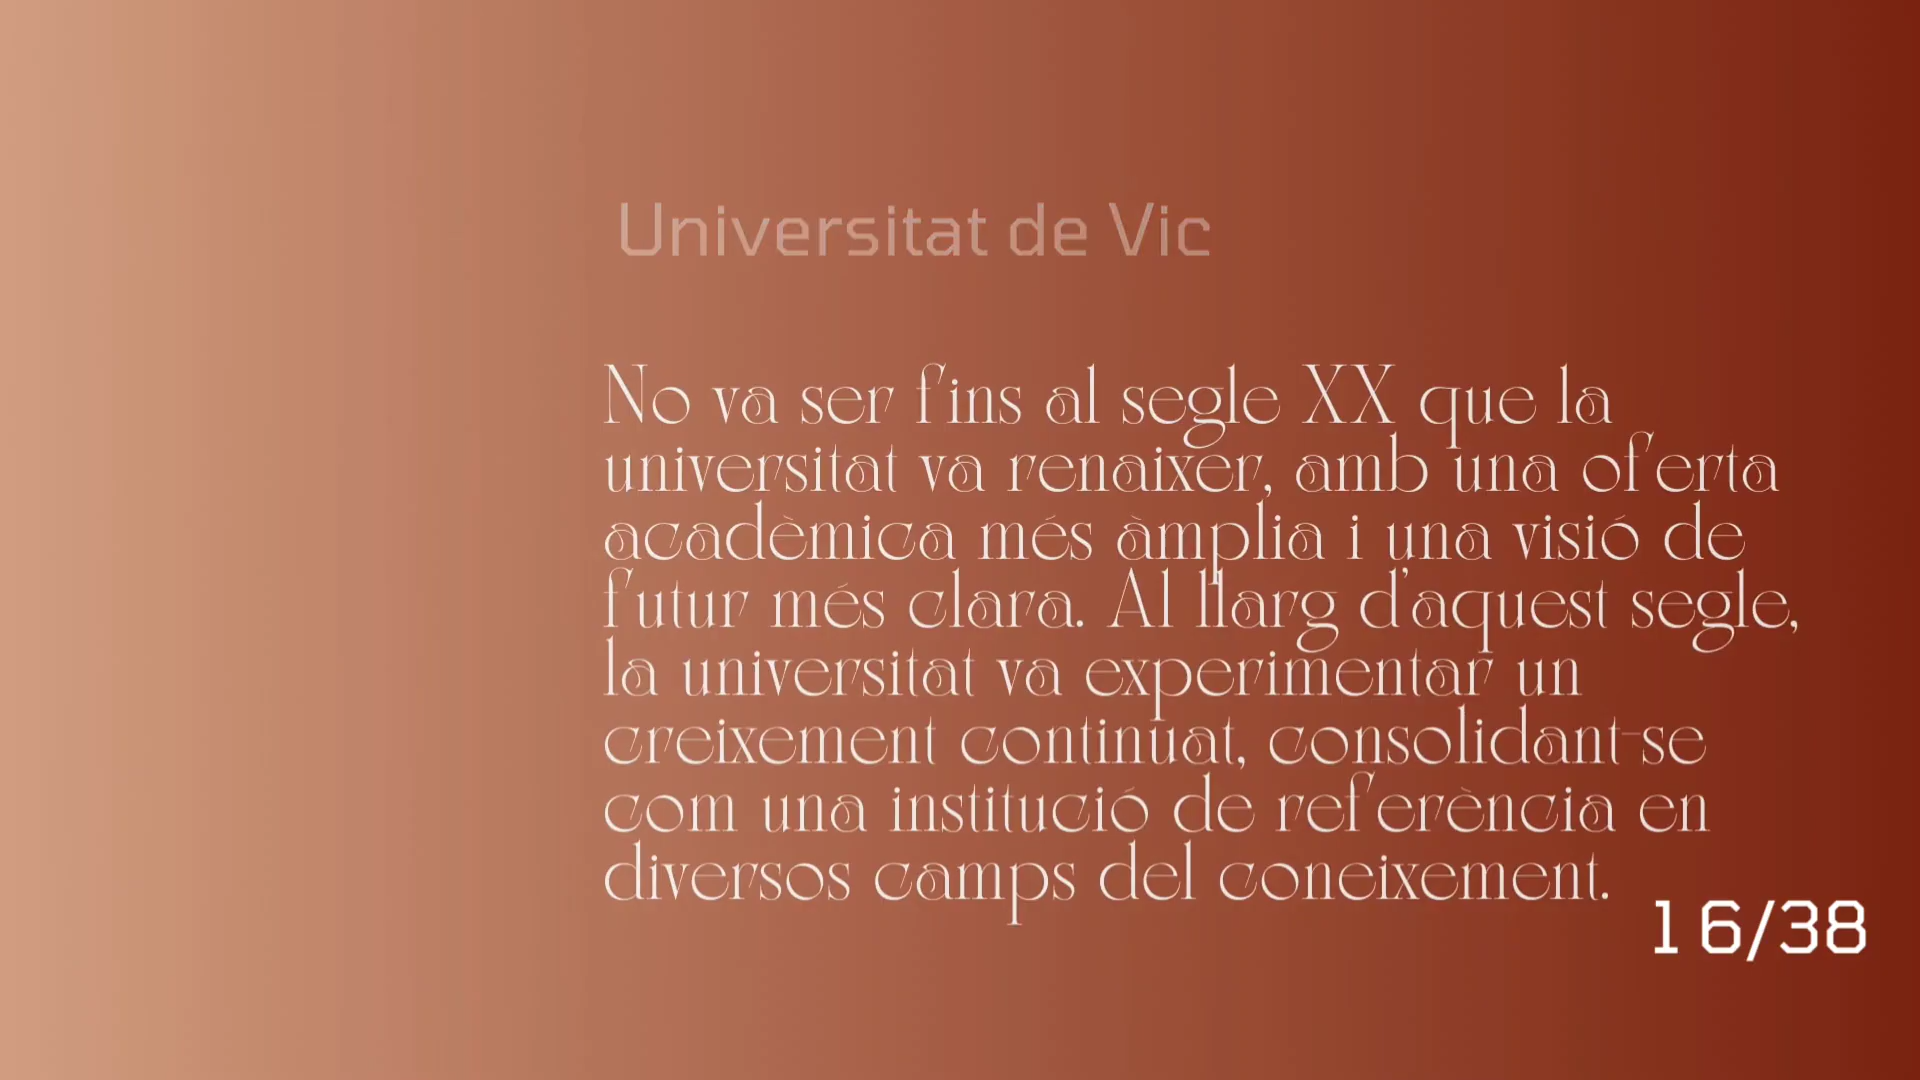 Universitat de Vic
No va ser fins al segle XX que la
universitat va renaixer, amb una oferta
acadèmica més àmplia i una visió de
futur més clara. Al llarg d'aquest segle,
la universitat va experimentar un
creixement continuat, consolidant-se
com una institució de referència en
diversos camps del coneixement.
16/38